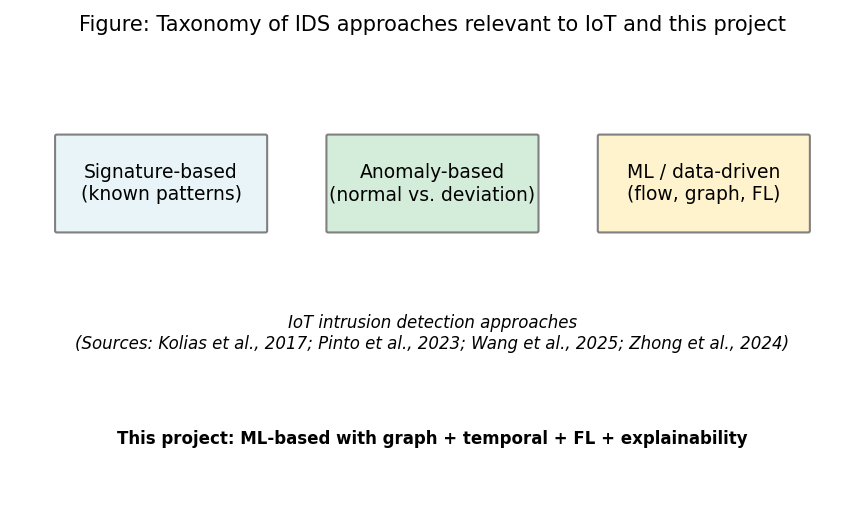 Figure: Taxonomy of IDS approaches relevant to IoT and this project
Signature-based
(known patterns)
Anomaly-based
(normal vs. deviation)
ML / data-driven
(flow, graph, FL)
IoT intrusion detection approaches
(Sources: Kolias et al., 2017; Pinto et al., 2023; Wang et al., 2025; Zhong et al., 2024)
This project: ML-based with graph + temporal + FL + explainability